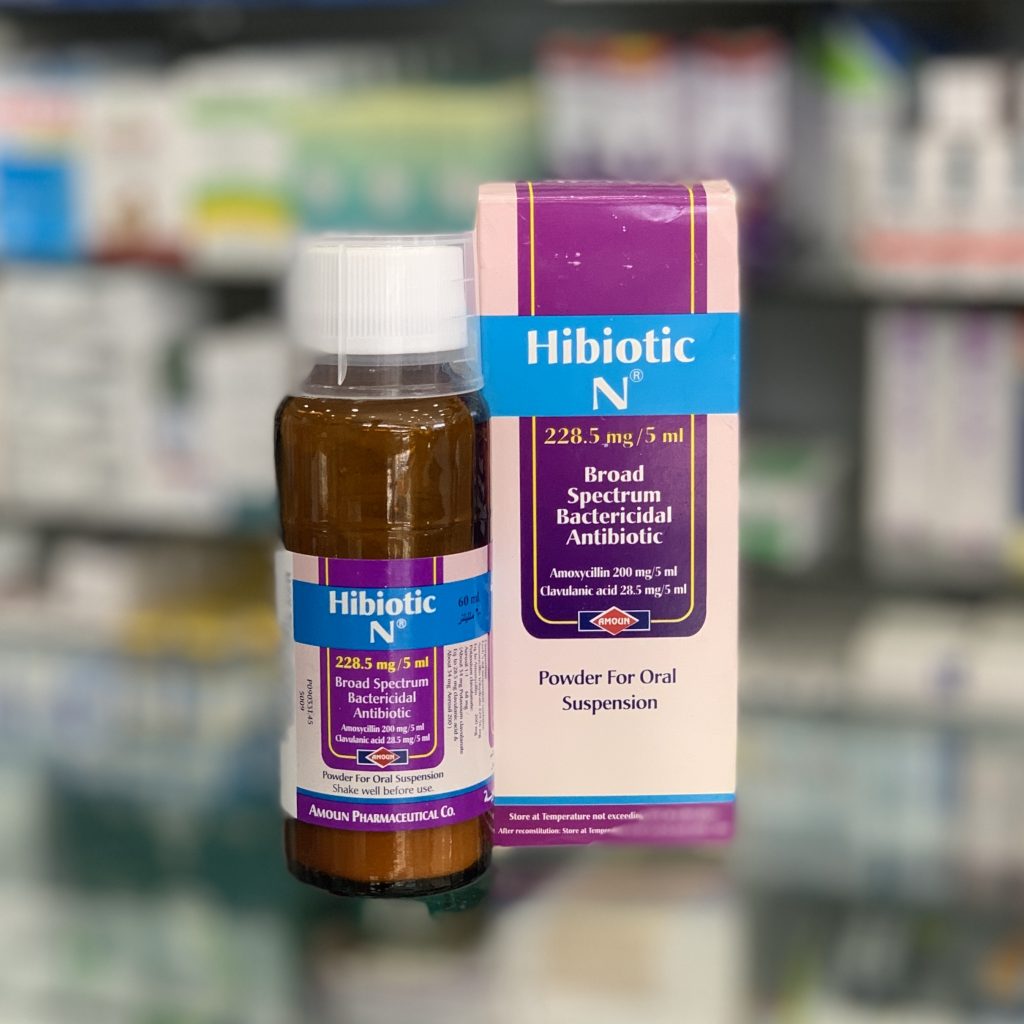 Hibiotic
N®
228.5 mg/5 ml
Broad
Spectrum
Bactericidal
Antibiotic
Amoxycillin 200 mg/5 ml
Clavulanic acid 28.5 mg/5 ml
AMOUN
Powder For Oral
Suspension
Store at Temperature not exceeding
After reconstitution: Store at
Hibiotic
N®
60 ml
228.5 mg/5 ml
Broad Spectrum
Bactericidal
Antibiotic
Amoxycillin 200 mg/5 ml
Clavulanic acid 28.5 mg/5 ml
AMOUN
Powder For Oral Suspension
Shake well before use.
AMOUN PHARMACEUTICAL CO.
P09033145
5009